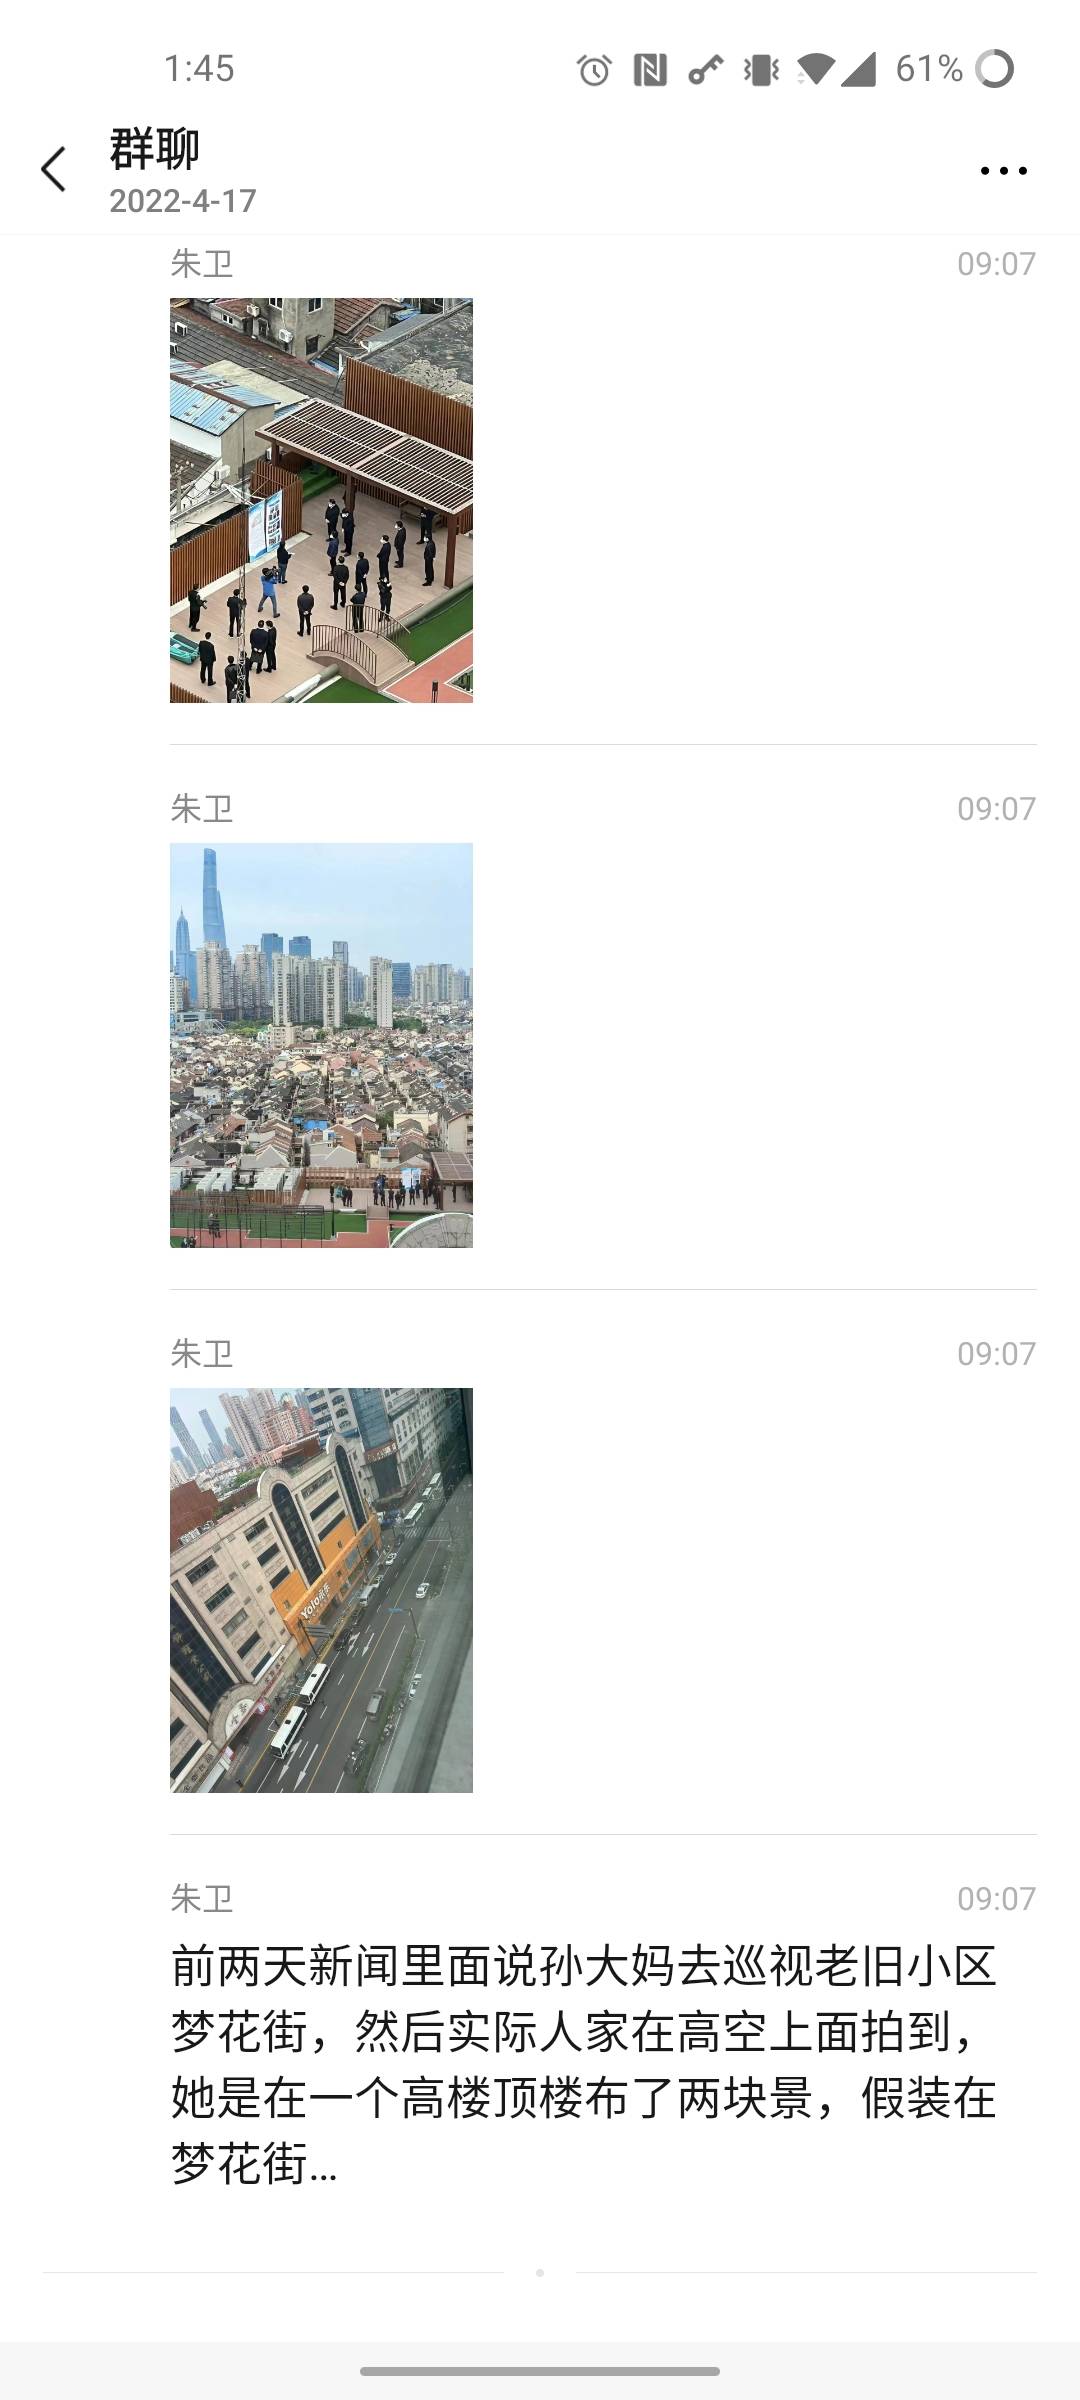 1:45
61%
群聊
2022-4-17
朱卫
09:07
朱卫
09:07
朱卫
09:07
Yolo
朱卫
09:07
前两天新闻里面说孙大妈去巡视老旧小区
梦花街，然后实际人家在高空上面拍到，
她是在一个高楼顶楼布了两块景，假装在
梦花街...